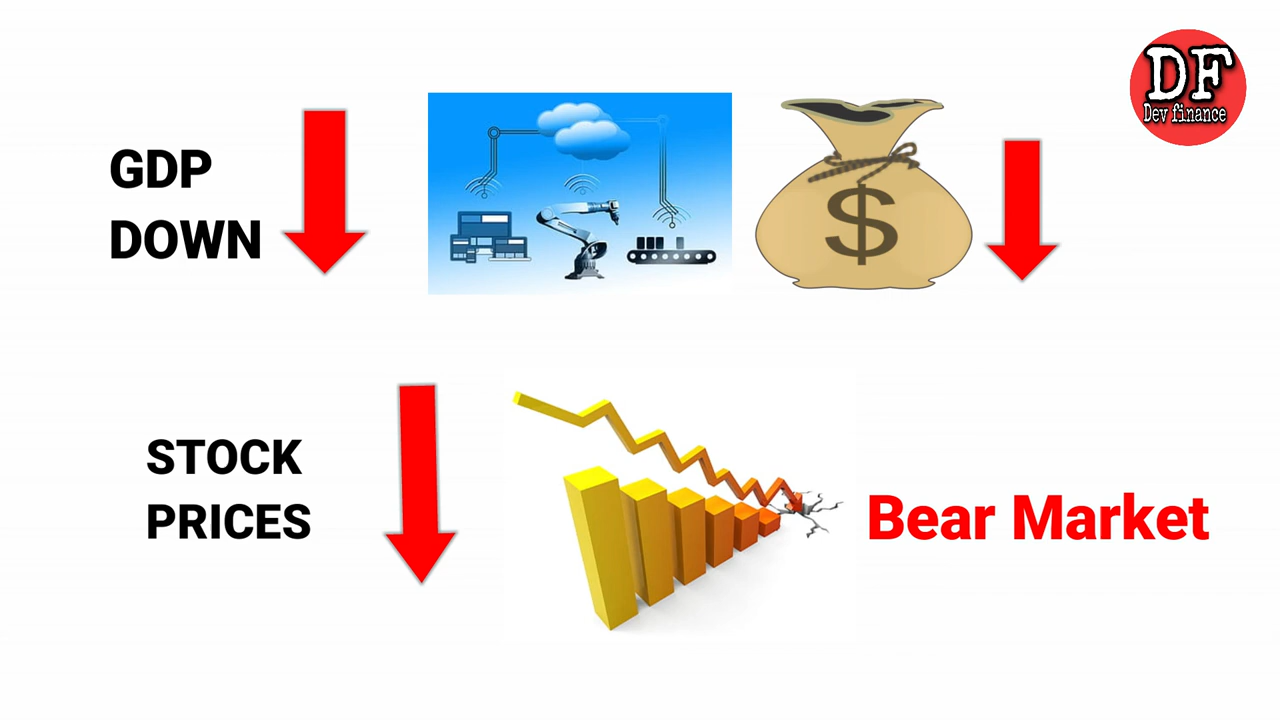 DF
Dev finance
GDP
DOWN
$
STOCK
PRICES
Bear Market